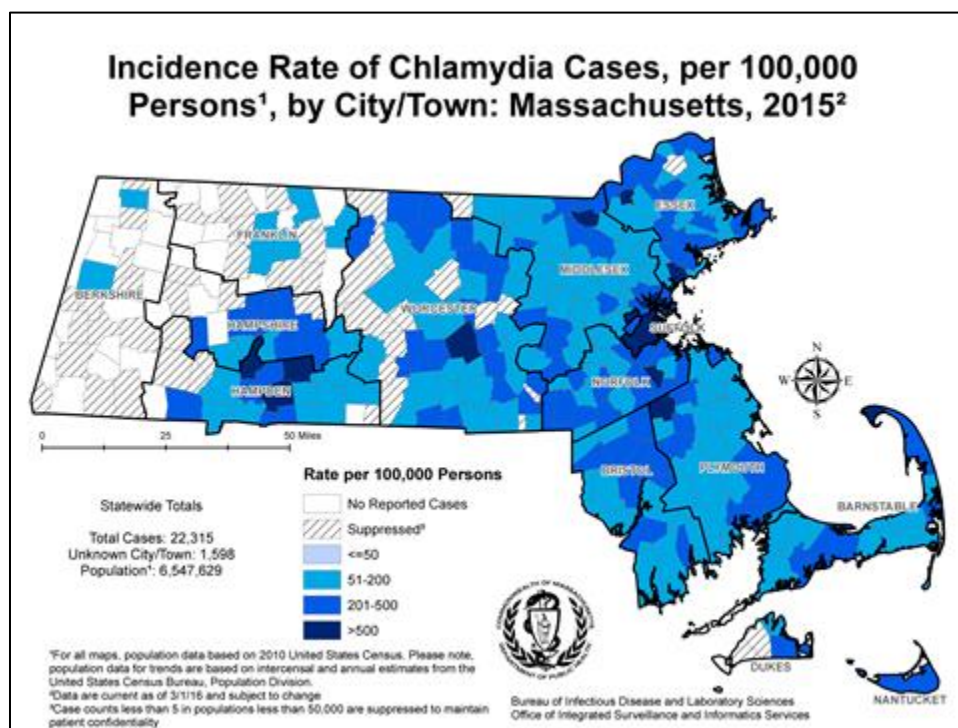 Incidence Rate of Chlamydia Cases, per 100,000
Persons¹, by City/Town: Massachusetts, 2015²
ESSEX
FRANKLIN
MIDDLESEX
BERKSHIRE
WORCESTER
HAMPSHIRE
SUFFOLK
N
W E
S
HAMPDEN
NORFOLK
0 25 50 Miles
BRISTOL
PLYMOUTH
BARNSTABLE
DUKES
NANTUCKET
Rate per 100,000 Persons
No Reported Cases
Suppressed³
<=50
51-200
201-500
>500
Statewide Totals
Total Cases: 22,315
Unknown City/Town: 1,598
Population¹: 6,547,629
COMMONWEALTH OF MASSACHUSETTS
DEPARTMENT OF PUBLIC HEALTH
¹For all maps, population data based on 2010 United States Census. Please note,
population data for trends are based on intercensal and annual estimates from the
United States Census Bureau, Population Division.
²Data are current as of 3/1/16 and subject to change
³Case counts less than 5 in populations less than 50,000 are suppressed to maintain
patient confidentiality
Bureau of Infectious Disease and Laboratory Sciences
Office of Integrated Surveillance and Informatics Services